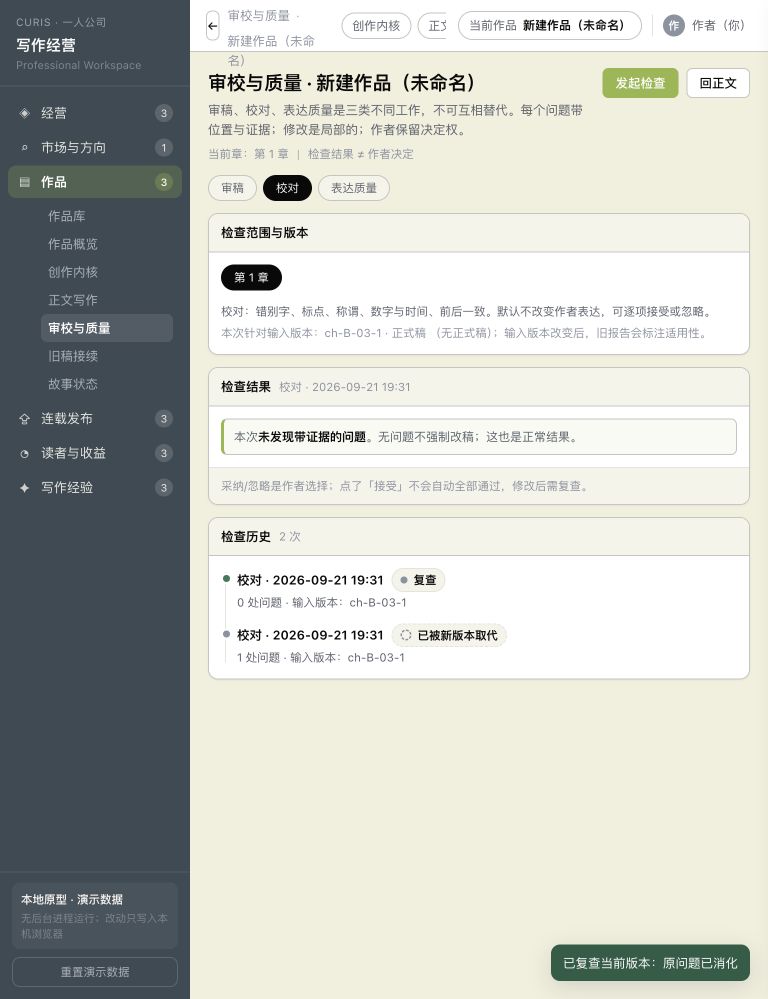 CURIS · 一人公司
写作经营
Professional Workspace
经营 3
市场与方向 1
作品 3
作品库
作品概览
创作内核
正文写作
审校与质量
旧稿接续
故事状态
连载发布 3
读者与收益 3
写作经验 3
本地原型 · 演示数据
无后台进程运行；改动只写入本
机浏览器
重置演示数据
审校与质量 ·
新建作品（未命
名）
创作内核
正
当前作品 新建作品（未命名）
作 作者（你）
审校与质量 · 新建作品（未命名）
发起检查
回正文
审稿、校对、表达质量是三类不同工作，不可互相替代。每个问题带
位置与证据；修改是局部的；作者保留决定权。
当前章：第 1 章 | 检查结果 ≠ 作者决定
审稿 校对 表达质量
检查范围与版本
第 1 章
校对：错别字、标点、称谓、数字与时间、前后一致。默认不改变作者表达，可逐项接受或忽略。
本次针对输入版本：ch-B-03-1 · 正式稿（无正式稿）；输入版本改变后，旧报告会标注适用性。
检查结果 校对 · 2026-09-21 19:31
本次未发现带证据的问题。无问题不强制改稿；这也是正常结果。
采纳/忽略是作者选择；点了「接受」不会自动全部通过，修改后需复查。
检查历史 2 次
校对 · 2026-09-21 19:31 复查
0 处问题 · 输入版本：ch-B-03-1
校对 · 2026-09-21 19:31 已被新版本取代
1 处问题 · 输入版本：ch-B-03-1
已复查当前版本：原问题已消化